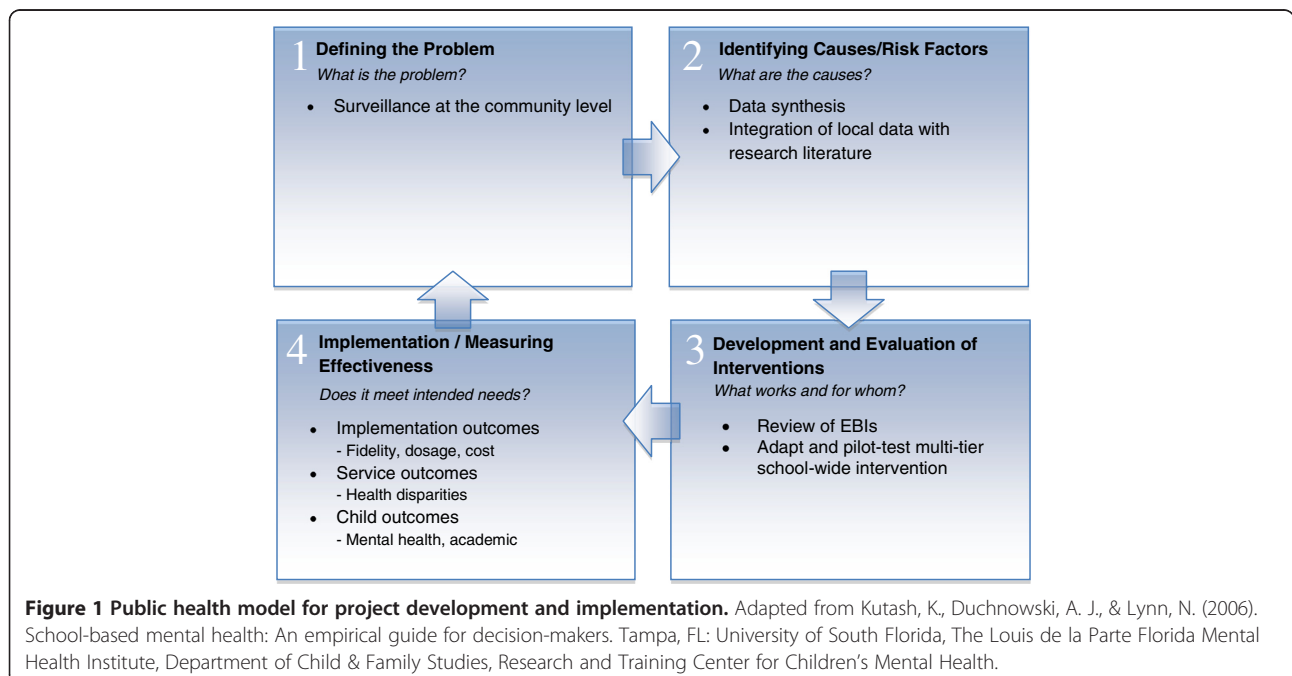 1 Defining the Problem
What is the problem?
• Surveillance at the community level
2 Identifying Causes/Risk Factors
What are the causes?
• Data synthesis
• Integration of local data with
research literature
3 Development and Evaluation of
Interventions
What works and for whom?
• Review of EBIs
• Adapt and pilot-test multi-tier
school-wide intervention
4 Implementation / Measuring
Effectiveness
Does it meet intended needs?
• Implementation outcomes
- Fidelity, dosage, cost
• Service outcomes
- Health disparities
• Child outcomes
- Mental health, academic
Figure 1 Public health model for project development and implementation. Adapted from Kutash, K., Duchnowski, A. J., & Lynn, N. (2006).
School-based mental health: An empirical guide for decision-makers. Tampa, FL: University of South Florida, The Louis de la Parte Florida Mental
Health Institute, Department of Child & Family Studies, Research and Training Center for Children's Mental Health.